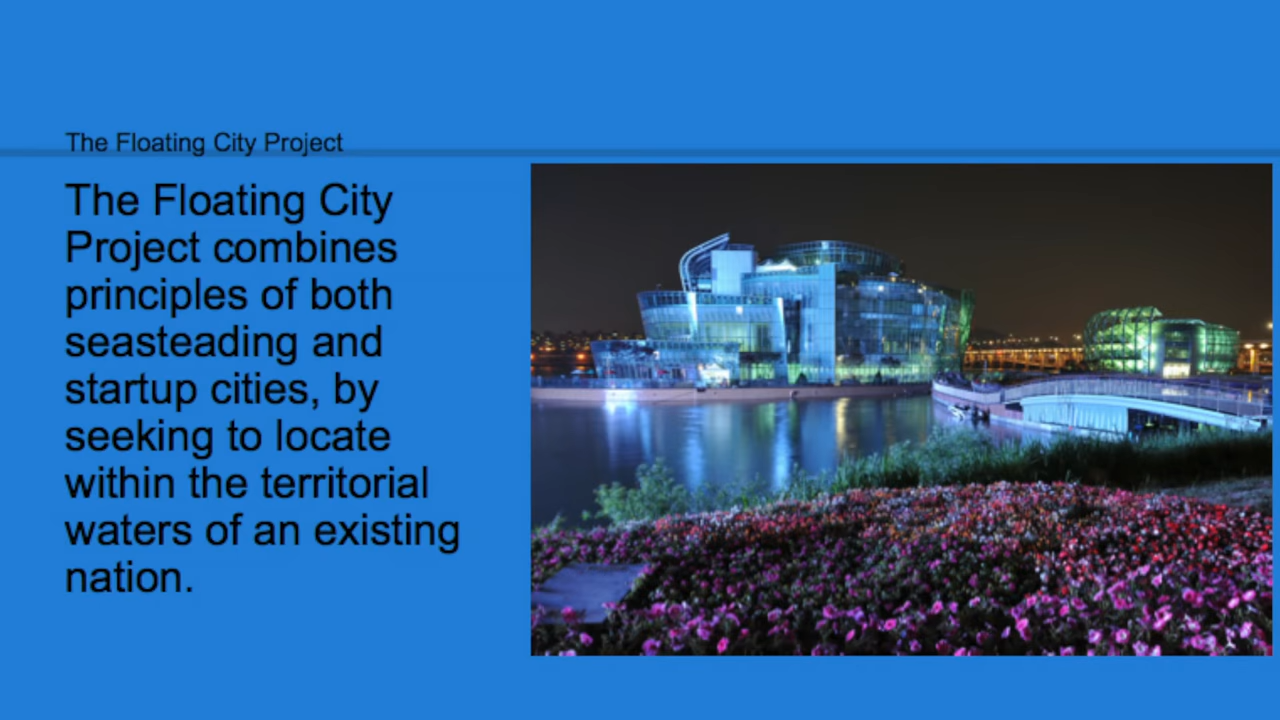 The Floating City Project
The Floating City
Project combines
principles of both
seasteading and
startup cities, by
seeking to locate
within the territorial
waters of an existing
nation.